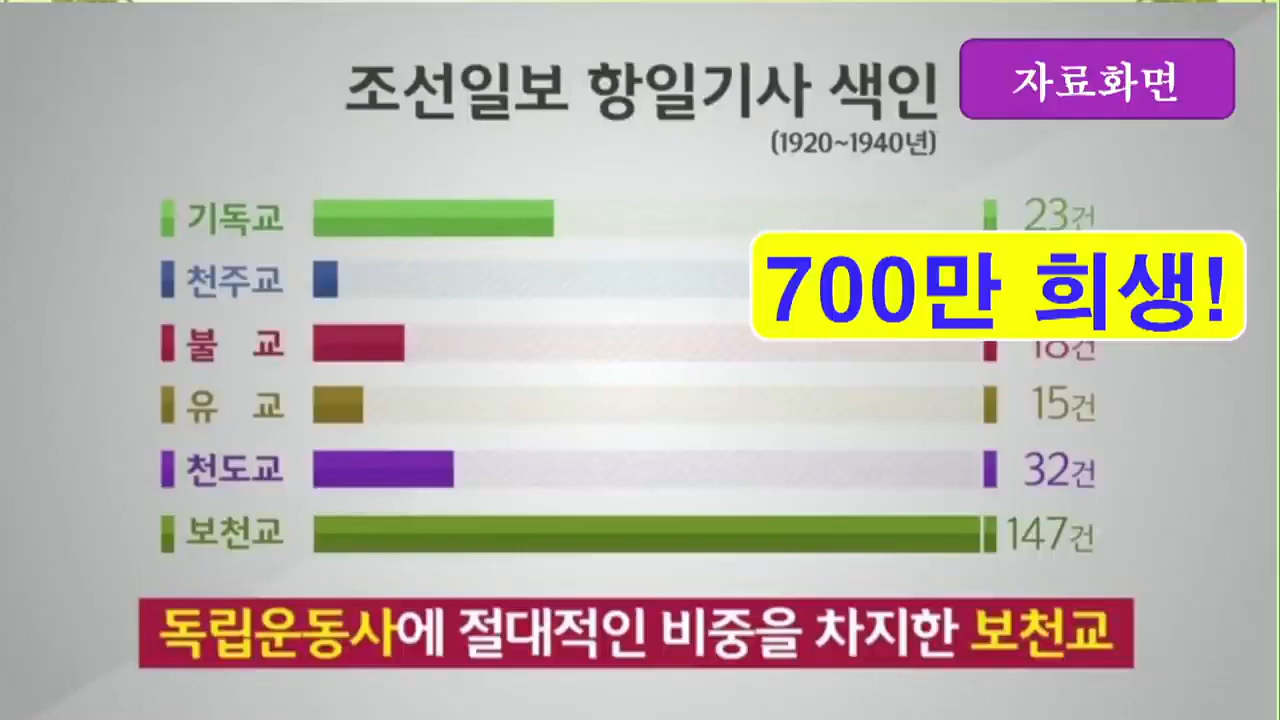 조선일보 항일기사 색인
자료화면
(1920~1940년)
기독교 23건
700만 희생!
천주교
불 교 18건
유 교 15건
천도교 32건
보천교 147건
독립운동사에 절대적인 비중을 차지한 보천교